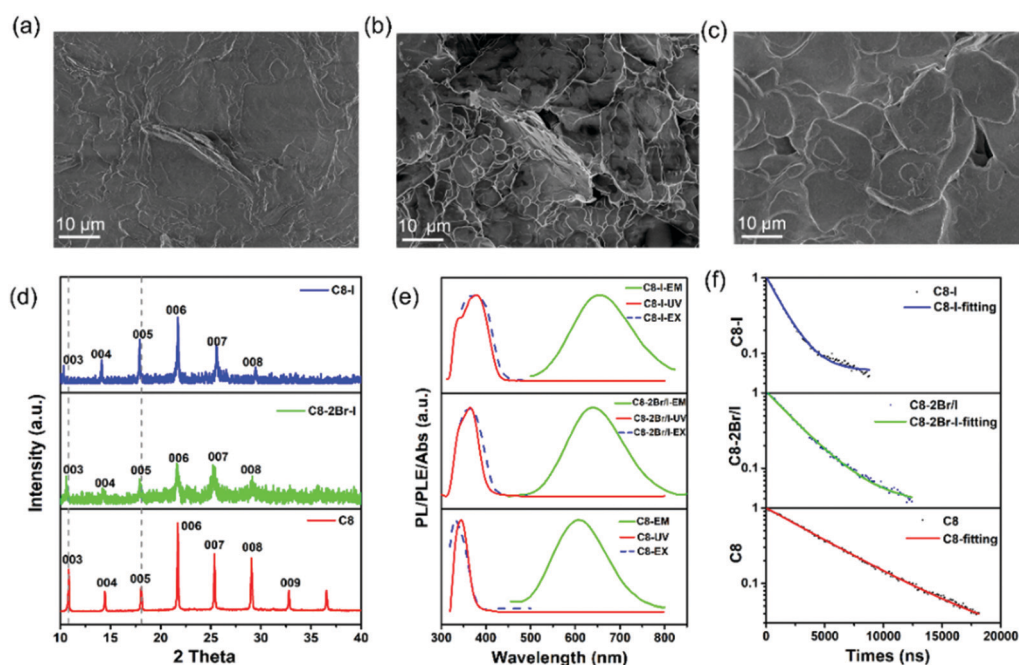 (a)
10 µm
(b)
10 µm
(c)
10 µm
(d)
C8-I
003
004
005
006
007
008
C8-2Br-I
003
004
005
006
007
008
C8
003
004
005
006
007
008
009
Intensity (a.u.)
10 15 20 25 30 35 40
2 Theta
(e)
C8-I-EM
C8-I-UV
C8-I-EX
C8-2Br/I-EM
C8-2Br/I-UV
C8-2Br/I-EX
C8-EM
C8-UV
C8-EX
PL/PLE/Abs (a.u.)
300 400 500 600 700 800
Wavelength (nm)
(f)
C8-I
C8-I-fitting
C8-I
1
0.1
C8-2Br/I
C8-2Br-I-fitting
C8-2Br/I
1
0.1
C8
C8-fitting
C8
1
0.1
0 5000 10000 15000 20000
Times (ns)